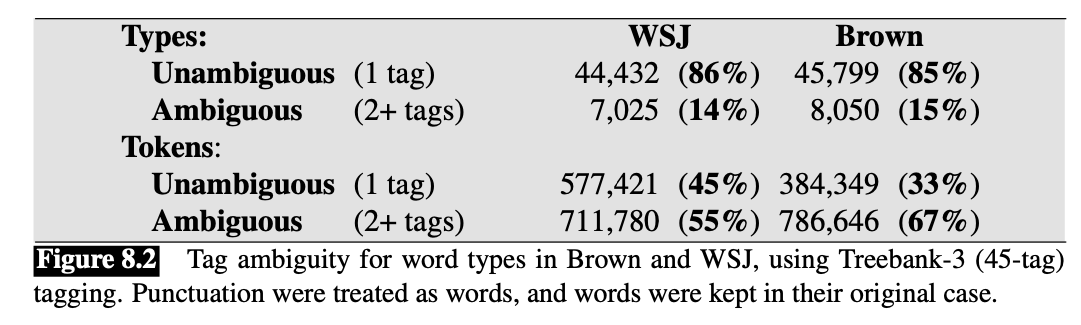 Types: WSJ Brown
Unambiguous (1 tag) 44,432 (86%) 45,799 (85%)
Ambiguous (2+ tags) 7,025 (14%) 8,050 (15%)
Tokens:
Unambiguous (1 tag) 577,421 (45%) 384,349 (33%)
Ambiguous (2+ tags) 711,780 (55%) 786,646 (67%)
Figure 8.2 Tag ambiguity for word types in Brown and WSJ, using Treebank-3 (45-tag)
tagging. Punctuation were treated as words, and words were kept in their original case.